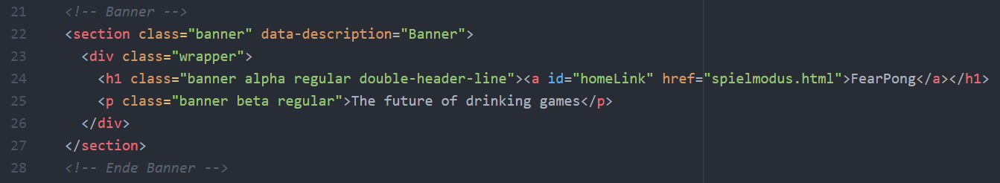 21 <!-- Banner -->
22 <section class="banner" data-description="Banner">
23 <div class="wrapper">
24 <h1 class="banner alpha regular double-header-line"><a id="homeLink" href="spielmodus.html">FearPong</a></h1>
25 <p class="banner beta regular">The future of drinking games</p>
26 </div>
27 </section>
28 <!-- Ende Banner -->